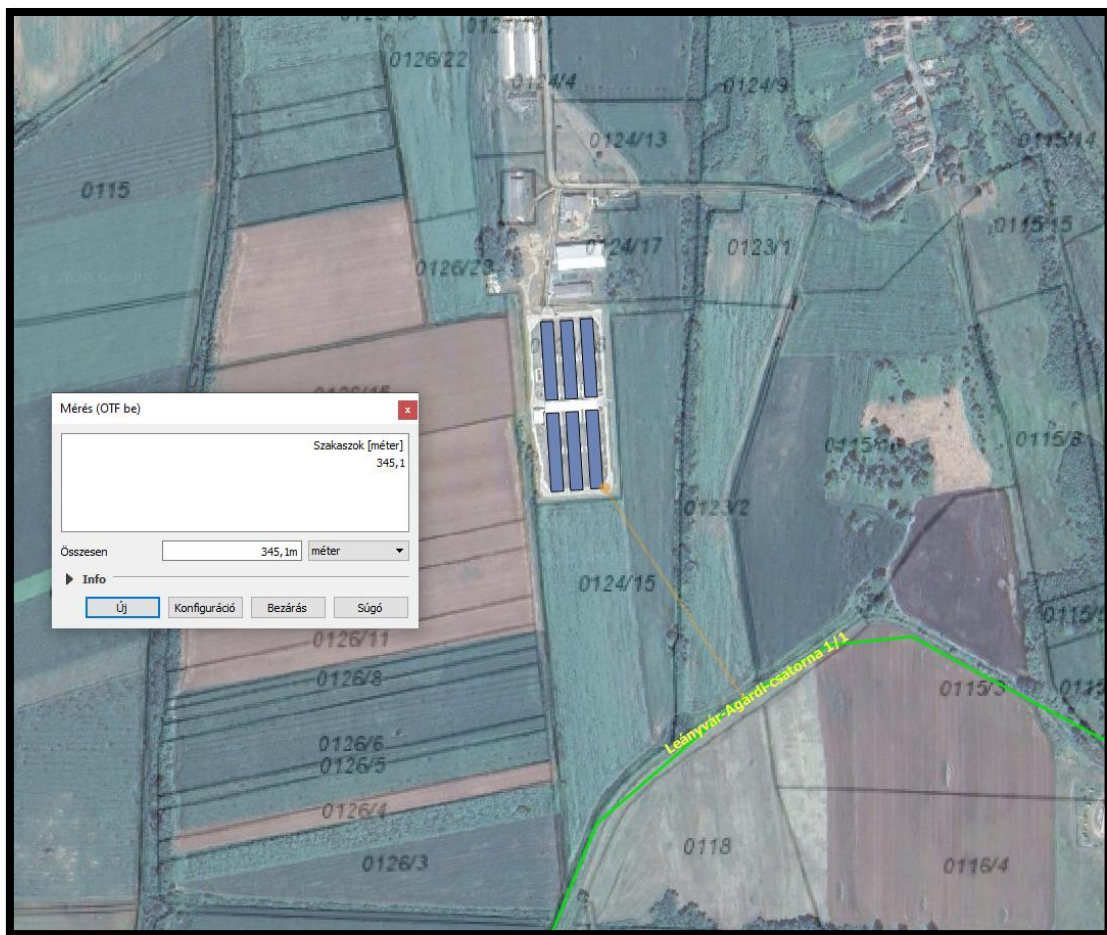 0126/22
0124/4
0124/9
0124/13
0115/14
0115
0115/15
0124/17
0123/1
0126/23
Mérés (OTF be)
x
Szakaszok [méter]
345,1
Összesen
345,1m
méter
Info
Új
Konfiguráció
Bezárás
Súgó
0115/8
0123/2
0124/15
0126/11
0126/8
Leányvár-Agárdi-csatorna 1/1
0115/3
0126/6
0126/5
0126/4
0118
0126/3
0116/4